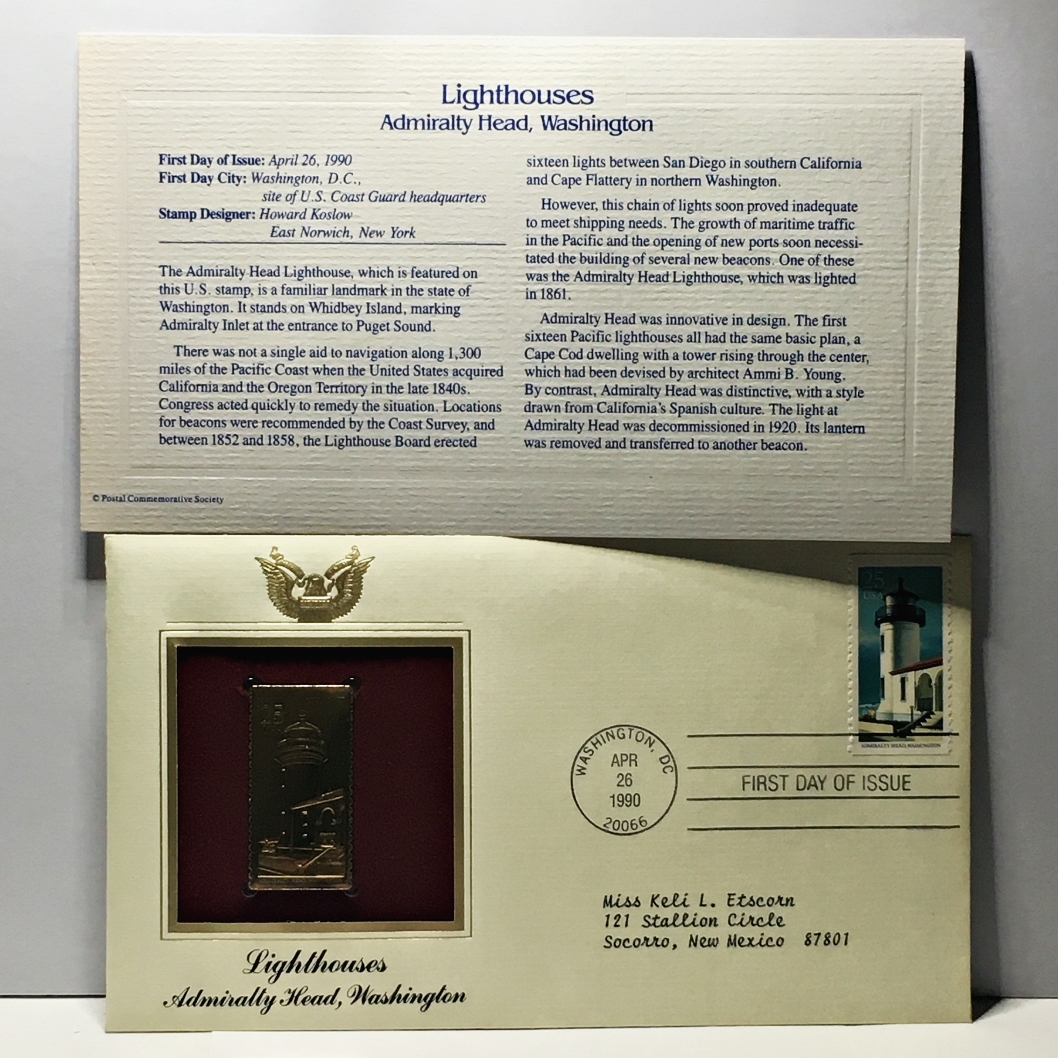 Lighthouses
Admiralty Head, Washington
First Day of Issue: April 26, 1990
First Day City: Washington, D.C.,
site of U.S. Coast Guard headquarters
Stamp Designer: Howard Koslow
East Norwich, New York
The Admiralty Head Lighthouse, which is featured on
this U.S. stamp, is a familiar landmark in the state of
Washington. It stands on Whidbey Island, marking
Admiralty Inlet at the entrance to Puget Sound.
There was not a single aid to navigation along 1,300
miles of the Pacific Coast when the United States acquired
California and the Oregon Territory in the late 1840s.
Congress acted quickly to remedy the situation. Locations
for beacons were recommended by the Coast Survey, and
between 1852 and 1858, the Lighthouse Board erected
sixteen lights between San Diego in southern California
and Cape Flattery in northern Washington.
However, this chain of lights soon proved inadequate
to meet shipping needs. The growth of maritime traffic
in the Pacific and the opening of new ports soon necessi-
tated the building of several new beacons. One of these
was the Admiralty Head Lighthouse, which was lighted
in 1861.
Admiralty Head was innovative in design. The first
sixteen Pacific lighthouses all had the same basic plan, a
Cape Cod dwelling with a tower rising through the center,
which had been devised by architect Ammi B. Young.
By contrast, Admiralty Head was distinctive, with a style
drawn from California's Spanish culture. The light at
Admiralty Head was decommissioned in 1920. Its lantern
was removed and transferred to another beacon.
© Postal Commemorative Society
25
USA
ADMIRALTY HEAD, WASHINGTON
25
WASHINGTON, DC
APR
26
1990
20066
FIRST DAY OF ISSUE
Miss Keli L. Etscorn
121 Stallion Circle
Socorro, New Mexico 87801
Lighthouses
Admiralty Head, Washington